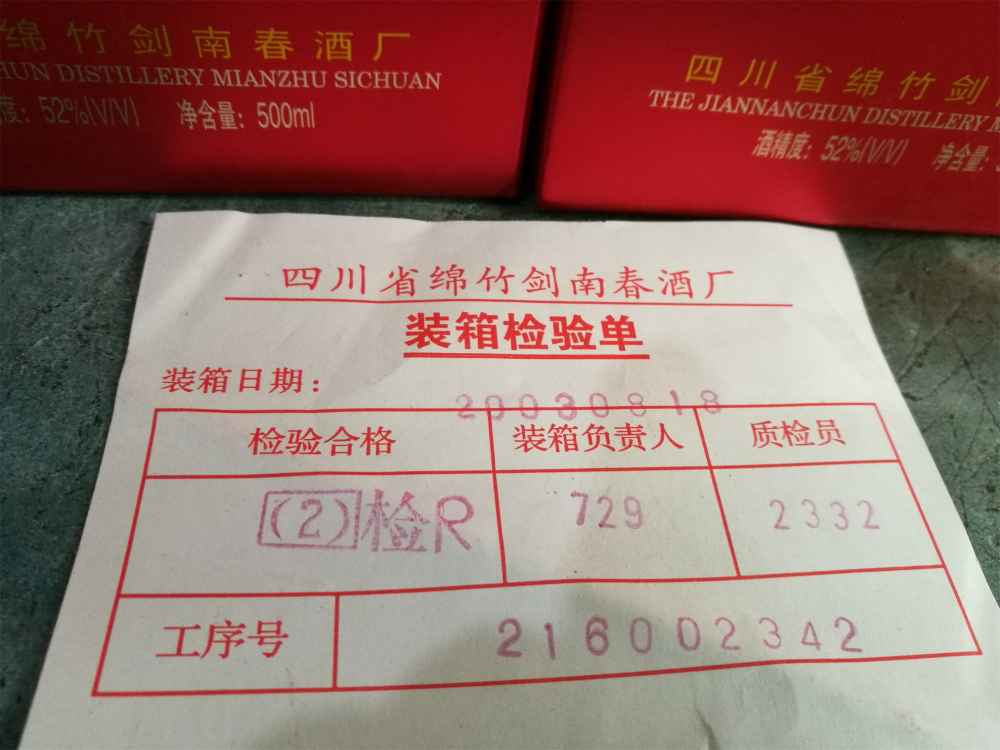 绵竹剑南春酒厂
HUN DISTILLERY MIANZHU SICHUAN
度：52%(V/V) 净含量：500ml
四川省绵竹剑
THE JIANNANCHUN DISTILLERY M
酒精度：52%(V/V) 净含量：
四川省绵竹剑南春酒厂
装箱检验单
装箱日期：
20030818
检验合格 装箱负责人 质检员
(2)检R 729 2332
工序号 216002342